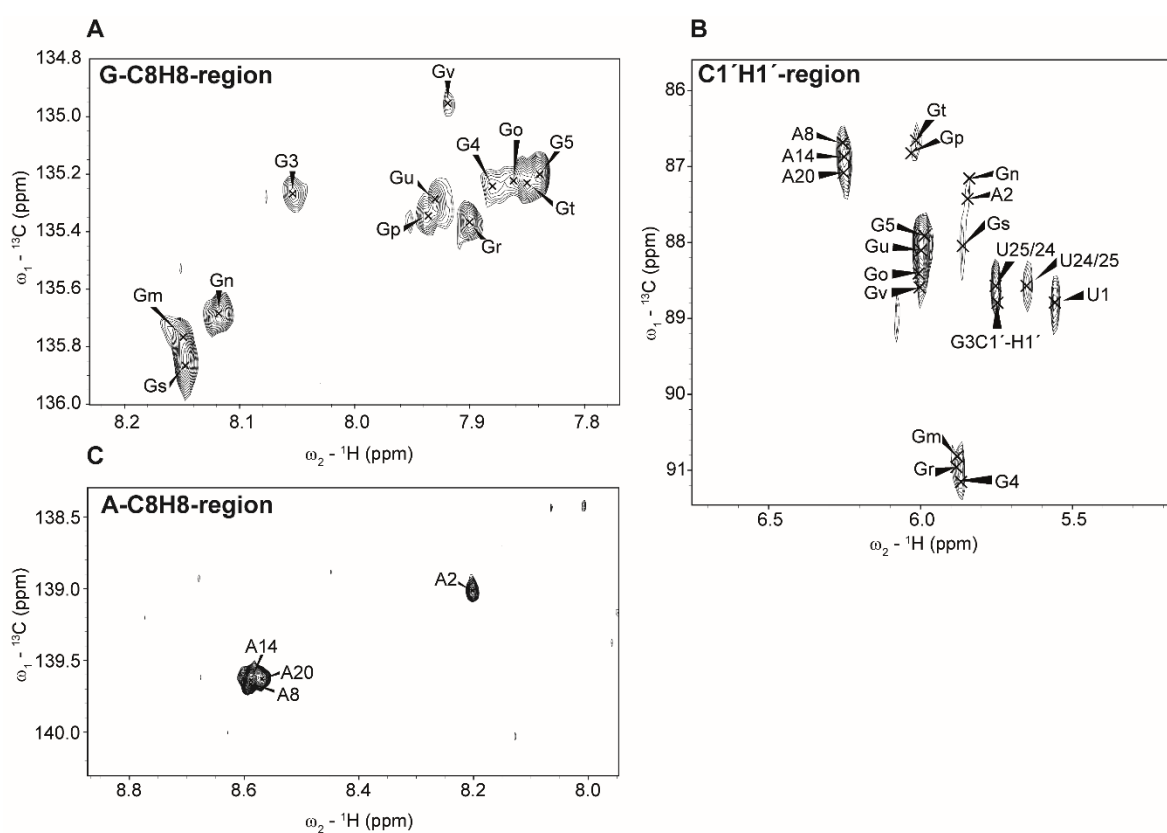 A
G-C8H8-region
134.8
135.0
135.2
135.4
135.6
135.8
136.0
ω1 - 13C (ppm)
Gv
G3
G4
Go
G5
Gu
Gp
Gr
Gt
Gn
Gm
Gs
8.2
8.1
8.0
7.9
7.8
ω2 - 1H (ppm)
B
C1´H1´-region
86
87
88
89
90
91
ω1 - 13C (ppm)
A8
A14
A20
Gt
Gp
Gn
A2
Gs
G5
Gu
Go
Gv
U25/24
U24/25
U1
G3C1´-H1´
Gm
Gr
G4
6.5
6.0
5.5
ω2 - 1H (ppm)
C
A-C8H8-region
138.5
139.0
139.5
140.0
ω1 - 13C (ppm)
A2
A14
A20
A8
8.8
8.6
8.4
8.2
8.0
ω2 - 1H (ppm)